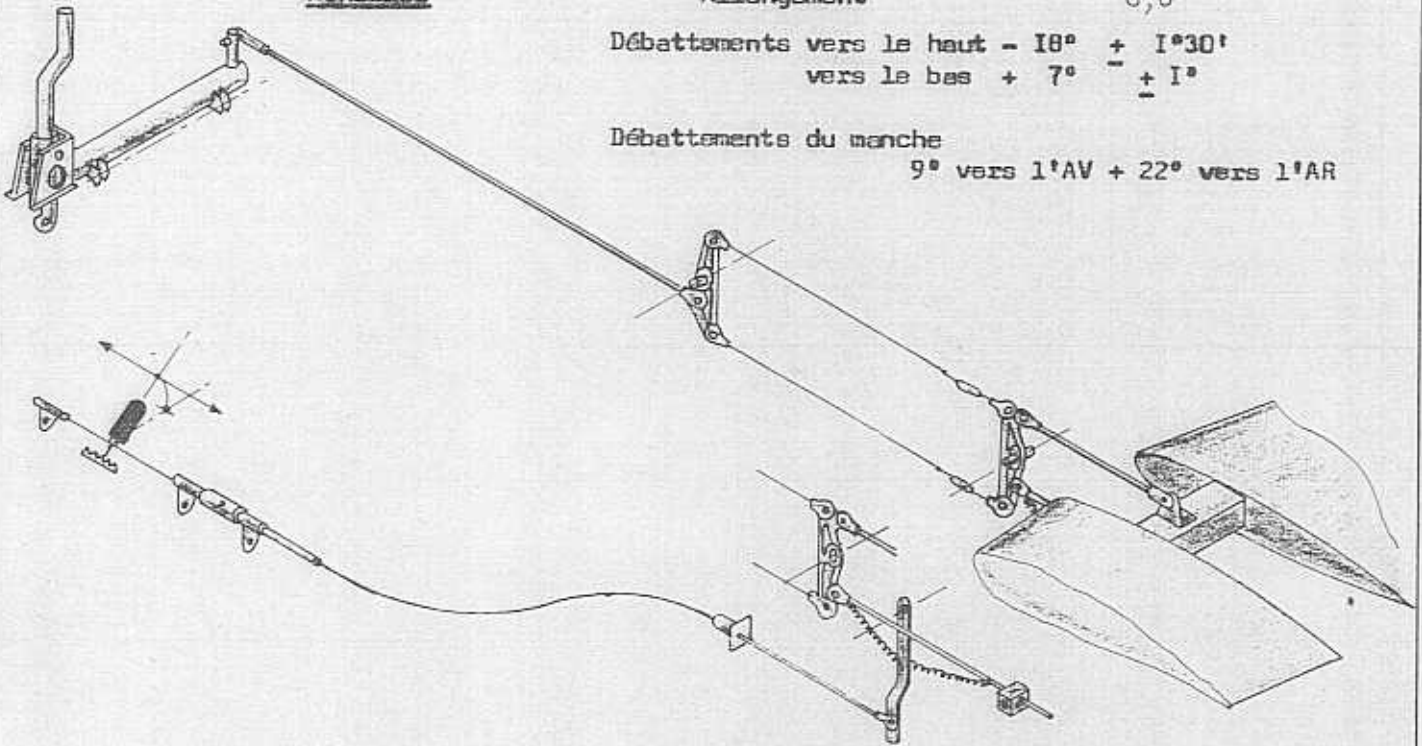 Allongement
Débattements vers le haut - I8° ± I°30'
vers le bas + 7° ± I°
Débattements du manche
9° vers l'AV + 22° vers l'AR